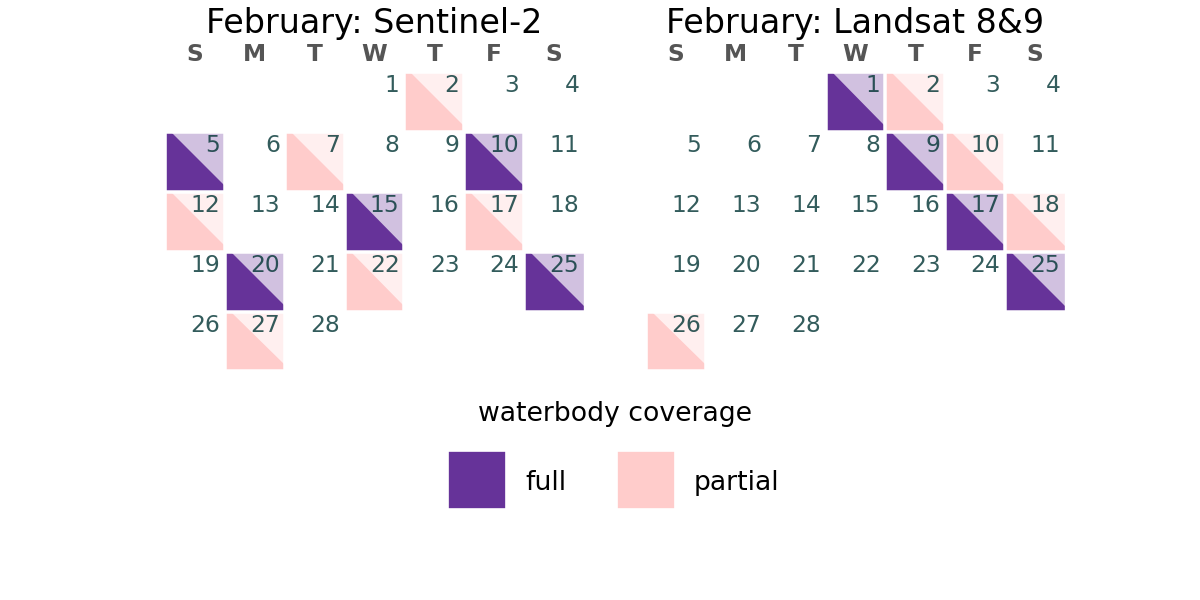 February: Sentinel-2
S M T W T F S
1 2 3 4
5 6 7 8 9 10 11
12 13 14 15 16 17 18
19 20 21 22 23 24 25
26 27 28
February: Landsat 8&9
S M T W T F S
1 2 3 4
5 6 7 8 9 10 11
12 13 14 15 16 17 18
19 20 21 22 23 24 25
26 27 28
waterbody coverage
full partial